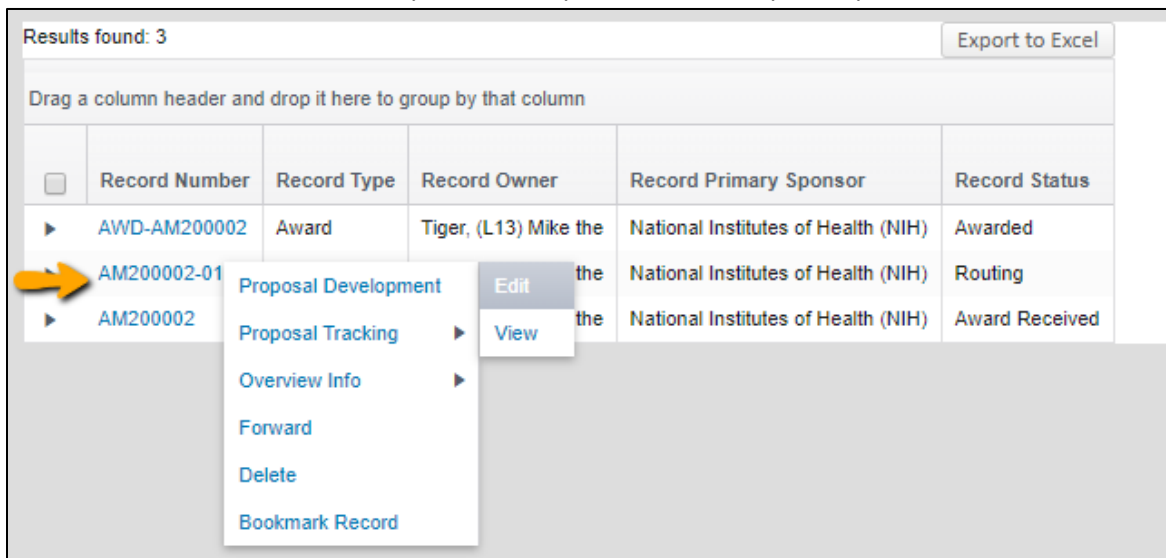 Results found: 3 Export to Excel
Drag a column header and drop it here to group by that column
Record Number Record Type Record Owner Record Primary Sponsor Record Status
AWD-AM200002 Award Tiger, (L13) Mike the National Institutes of Health (NIH) Awarded
AM200002-01 the National Institutes of Health (NIH) Routing
AM200002 the National Institutes of Health (NIH) Award Received
Proposal Development Edit
Proposal Tracking View
Overview Info
Forward
Delete
Bookmark Record